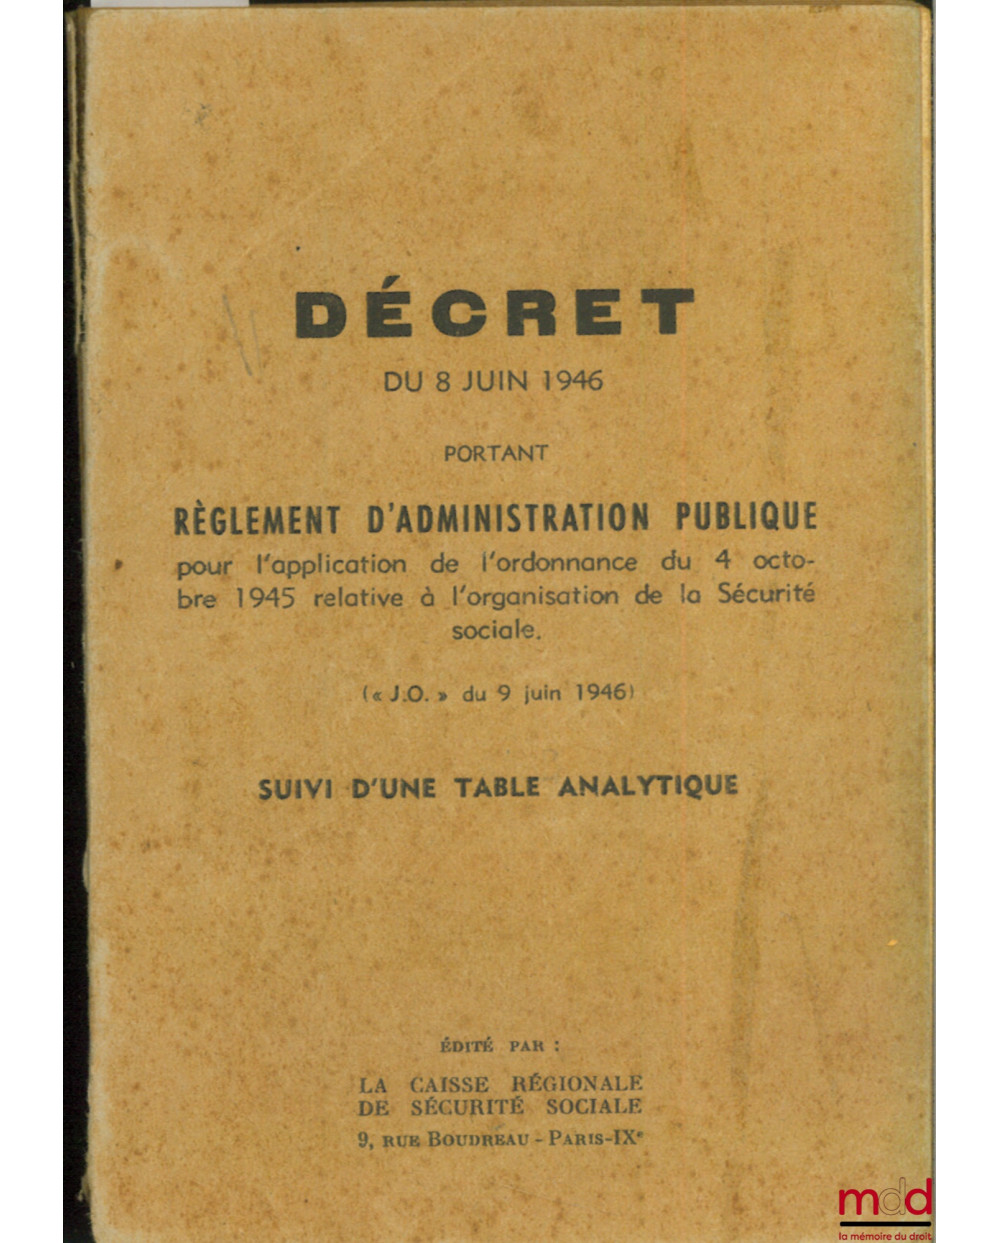 DÉCRET
DU 8 JUIN 1946
PORTANT
RÈGLEMENT D'ADMINISTRATION PUBLIQUE
pour l'application de l'ordonnance du 4 octo-
bre 1945 relative à l'organisation de la Sécurité
sociale.
(« J.O. » du 9 juin 1946)
SUIVI D'UNE TABLE ANALYTIQUE
ÉDITÉ PAR :
LA CAISSE RÉGIONALE
DE SÉCURITÉ SOCIALE
9, RUE BOUDREAU - PARIS-IXe
mdd
la mémoire du droit